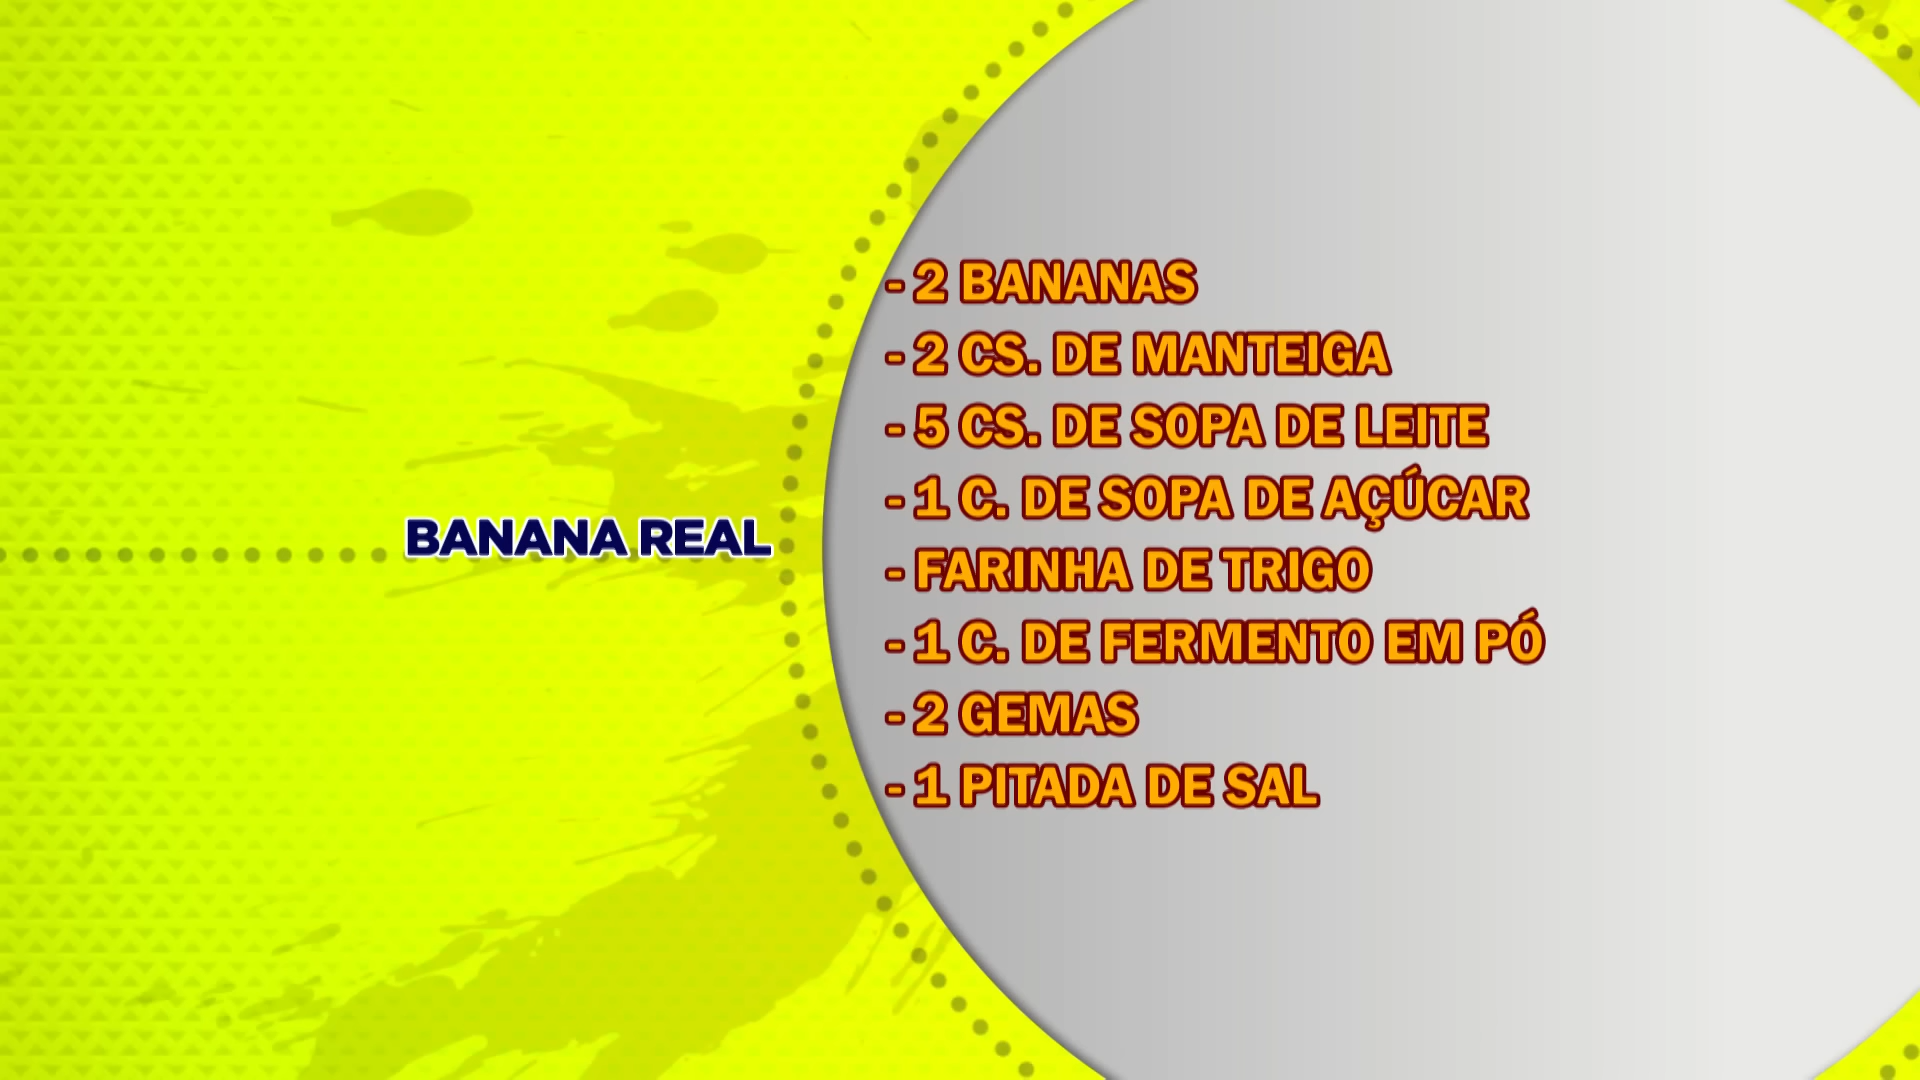 BANANA REAL
- 2 BANANAS
- 2 CS. DE MANTEIGA
- 5 CS. DE SOPA DE LEITE
- 1 C. DE SOPA DE AÇÚCAR
- FARINHA DE TRIGO
- 1 C. DE FERMENTO EM PÓ
- 2 GEMAS
- 1 PITADA DE SAL